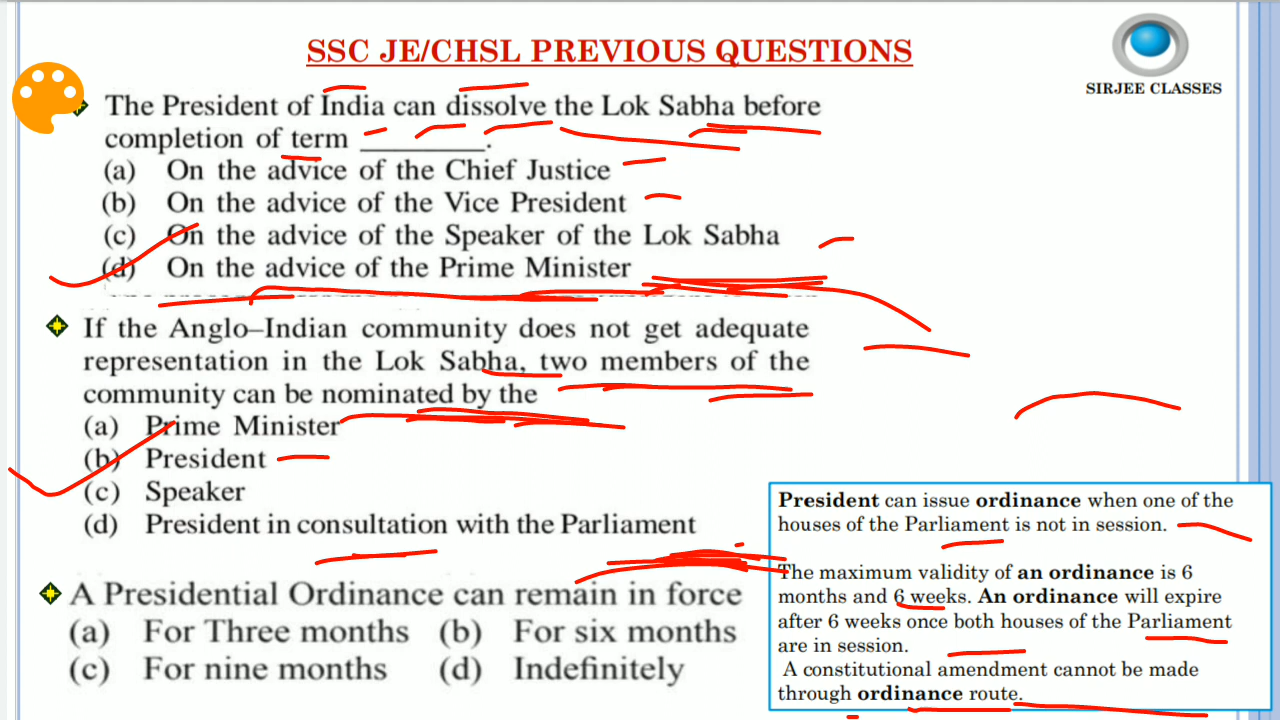 SSC JE/CHSL PREVIOUS QUESTIONS
SIRJEE CLASSES
The President of India can dissolve the Lok Sabha before
completion of term _________.
(a) On the advice of the Chief Justice
(b) On the advice of the Vice President
(c) On the advice of the Speaker of the Lok Sabha
(d) On the advice of the Prime Minister
If the Anglo–Indian community does not get adequate
representation in the Lok Sabha, two members of the
community can be nominated by the
(a) Prime Minister
(b) President
(c) Speaker
(d) President in consultation with the Parliament
A Presidential Ordinance can remain in force
(a) For Three months (b) For six months
(c) For nine months (d) Indefinitely
President can issue ordinance when one of the
houses of the Parliament is not in session.
The maximum validity of an ordinance is 6
months and 6 weeks. An ordinance will expire
after 6 weeks once both houses of the Parliament
are in session.
A constitutional amendment cannot be made
through ordinance route.